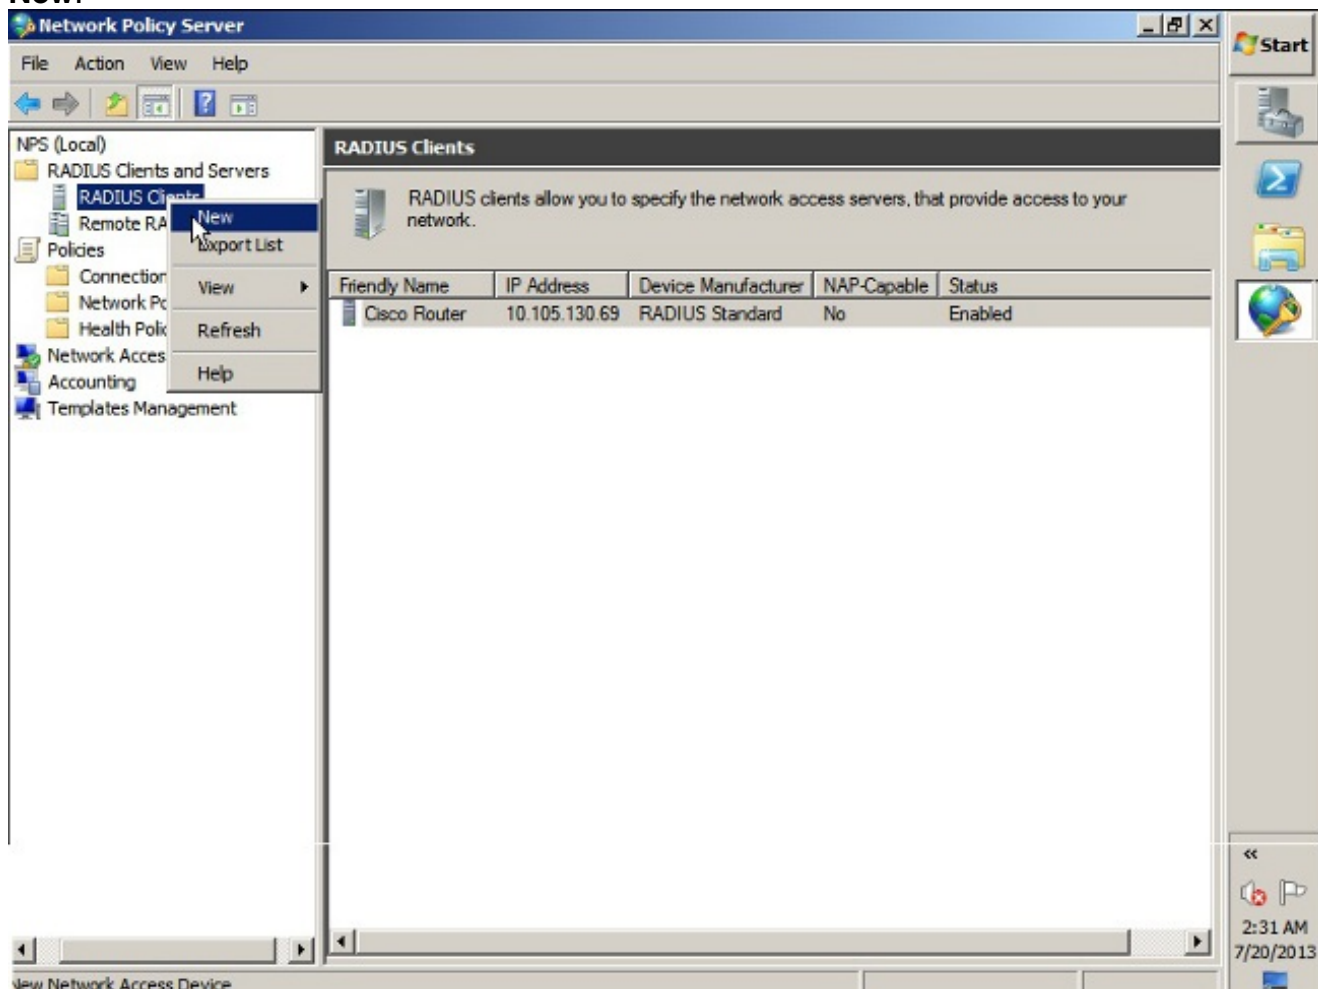 Network Policy Server
Start
File Action View Help
NPS (Local)
RADIUS Clients and Servers
RADIUS Clients
Remote RA
Policies
Connection
Network Po
Health Polic
Network Acces
Accounting
Templates Management
New
Export List
View
Refresh
Help
RADIUS Clients
RADIUS clients allow you to specify the network access servers, that provide access to your
network.
Friendly Name IP Address Device Manufacturer NAP-Capable Status
Cisco Router 10.105.130.69 RADIUS Standard No Enabled
2:31 AM
7/20/2013
New Network Access Device